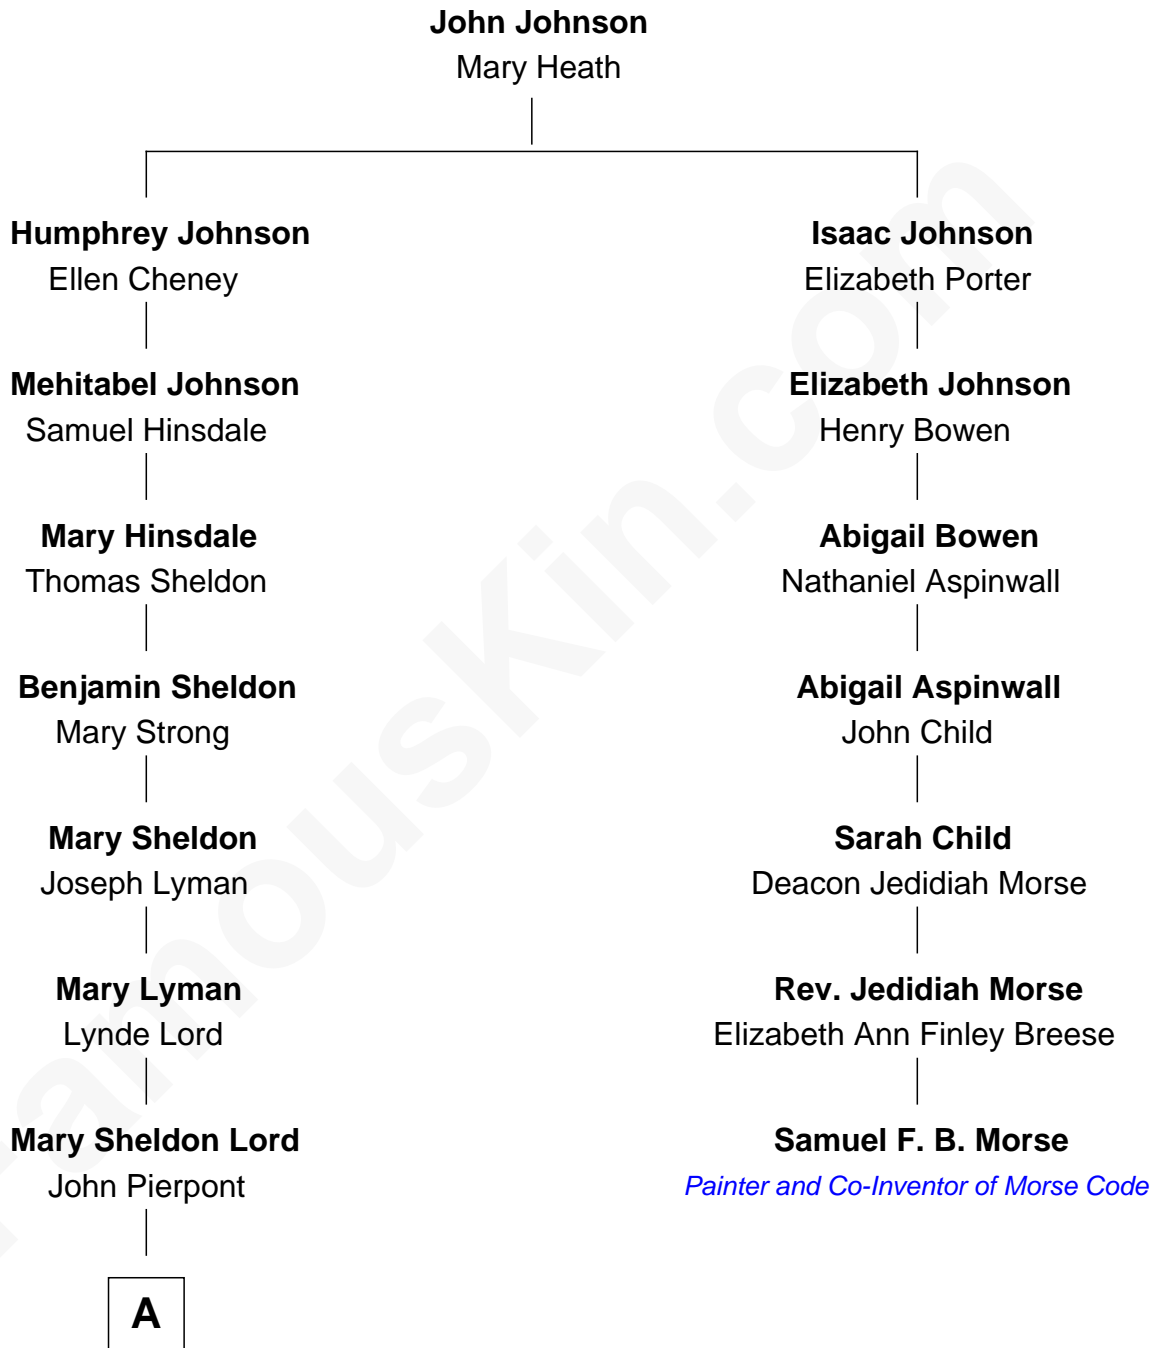 John Johnson
Mary Heath
Humphrey Johnson
Ellen Cheney
Mehitabel Johnson
Samuel Hinsdale
Mary Hinsdale
Thomas Sheldon
Benjamin Sheldon
Mary Strong
Mary Sheldon
Joseph Lyman
Mary Lyman
Lynde Lord
Mary Sheldon Lord
John Pierpont
A
Isaac Johnson
Elizabeth Porter
Elizabeth Johnson
Henry Bowen
Abigail Bowen
Nathaniel Aspinwall
Abigail Aspinwall
John Child
Sarah Child
Deacon Jedidiah Morse
Rev. Jedidiah Morse
Elizabeth Ann Finley Breese
Samuel F. B. Morse
Painter and Co-Inventor of Morse Code
FamousKin.com